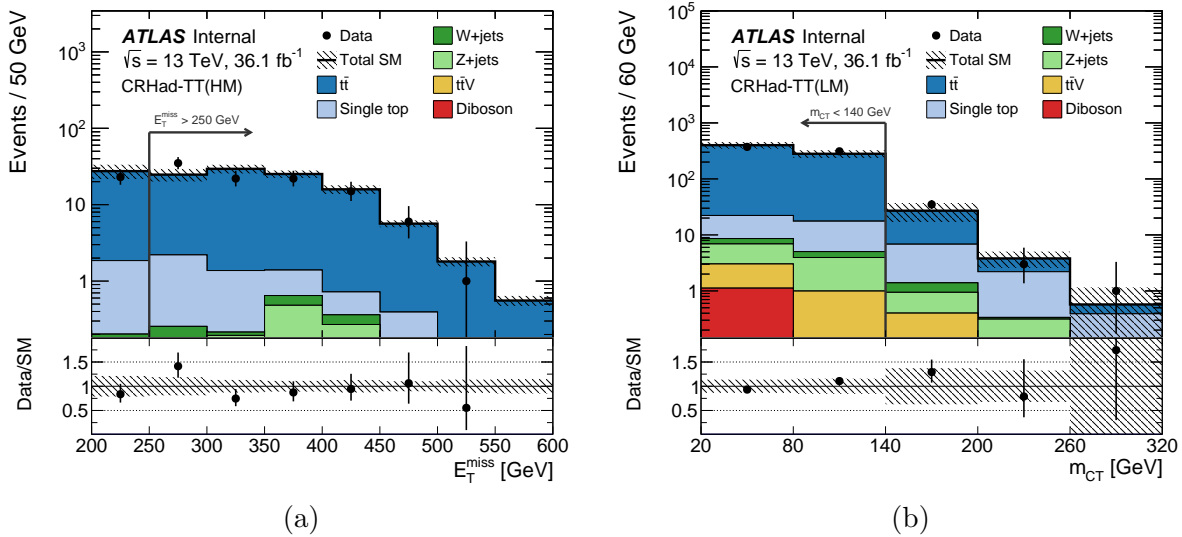 Events / 50 GeV
10³
10²
10
1
ATLAS Internal
√s = 13 TeV, 36.1 fb⁻¹
CRHad-TT(HM)
E_T^miss > 250 GeV
Data
Total SM
tt̄
Single top
W+jets
Z+jets
tt̄V
Diboson
Data/SM
1.5
1
0.5
200 250 300 350 400 450 500 550 600
E_T^miss [GeV]
(a)
Events / 60 GeV
10⁵
10⁴
10³
10²
10
1
ATLAS Internal
√s = 13 TeV, 36.1 fb⁻¹
CRHad-TT(LM)
m_CT < 140 GeV
Data
Total SM
tt̄
Single top
W+jets
Z+jets
tt̄V
Diboson
Data/SM
1.5
1
0.5
20 80 140 200 260 320
m_CT [GeV]
(b)